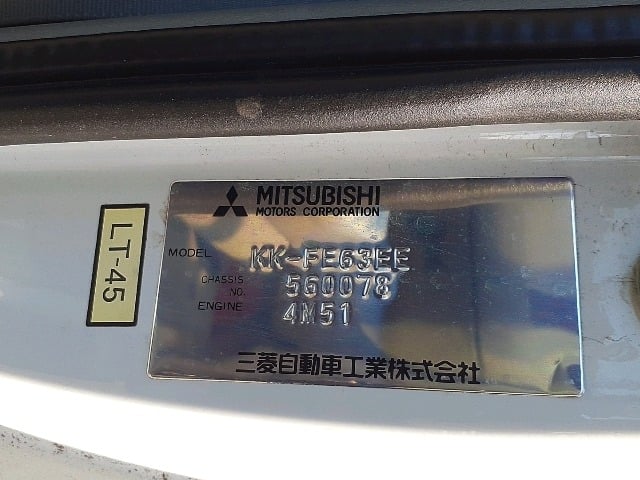 MITSUBISHI
MOTORS CORPORATION
MODEL KK-FE63EE
CHASSIS NO. 560078
ENGINE 4M51
三菱自動車工業株式会社
LT-45